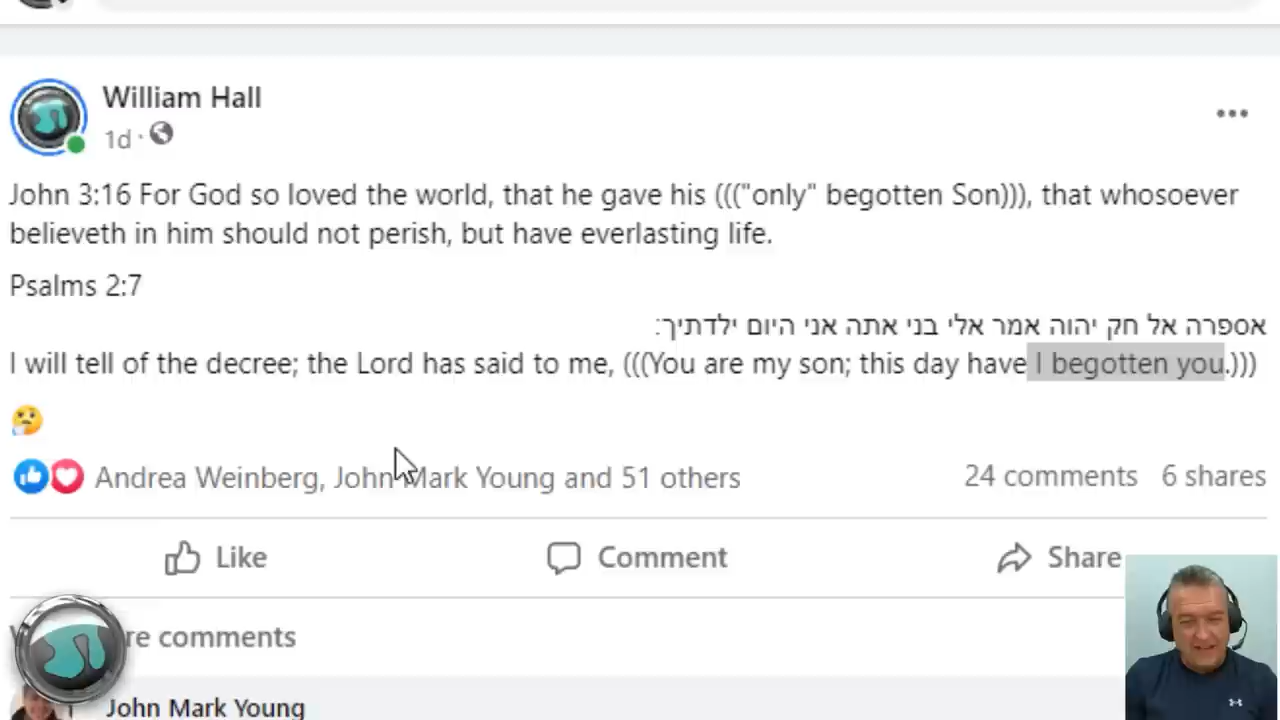 William Hall
1d ·
John 3:16 For God so loved the world, that he gave his ((("only" begotten Son))), that whosoever
believeth in him should not perish, but have everlasting life.
Psalms 2:7
אספרה אל חק יהוה אמר אלי בני אתה אני היום ילדתיך:
I will tell of the decree; the Lord has said to me, (((You are my son; this day have I begotten you.)))
Andrea Weinberg, John Mark Young and 51 others
24 comments 6 shares
Like Comment Share
re comments
John Mark Young